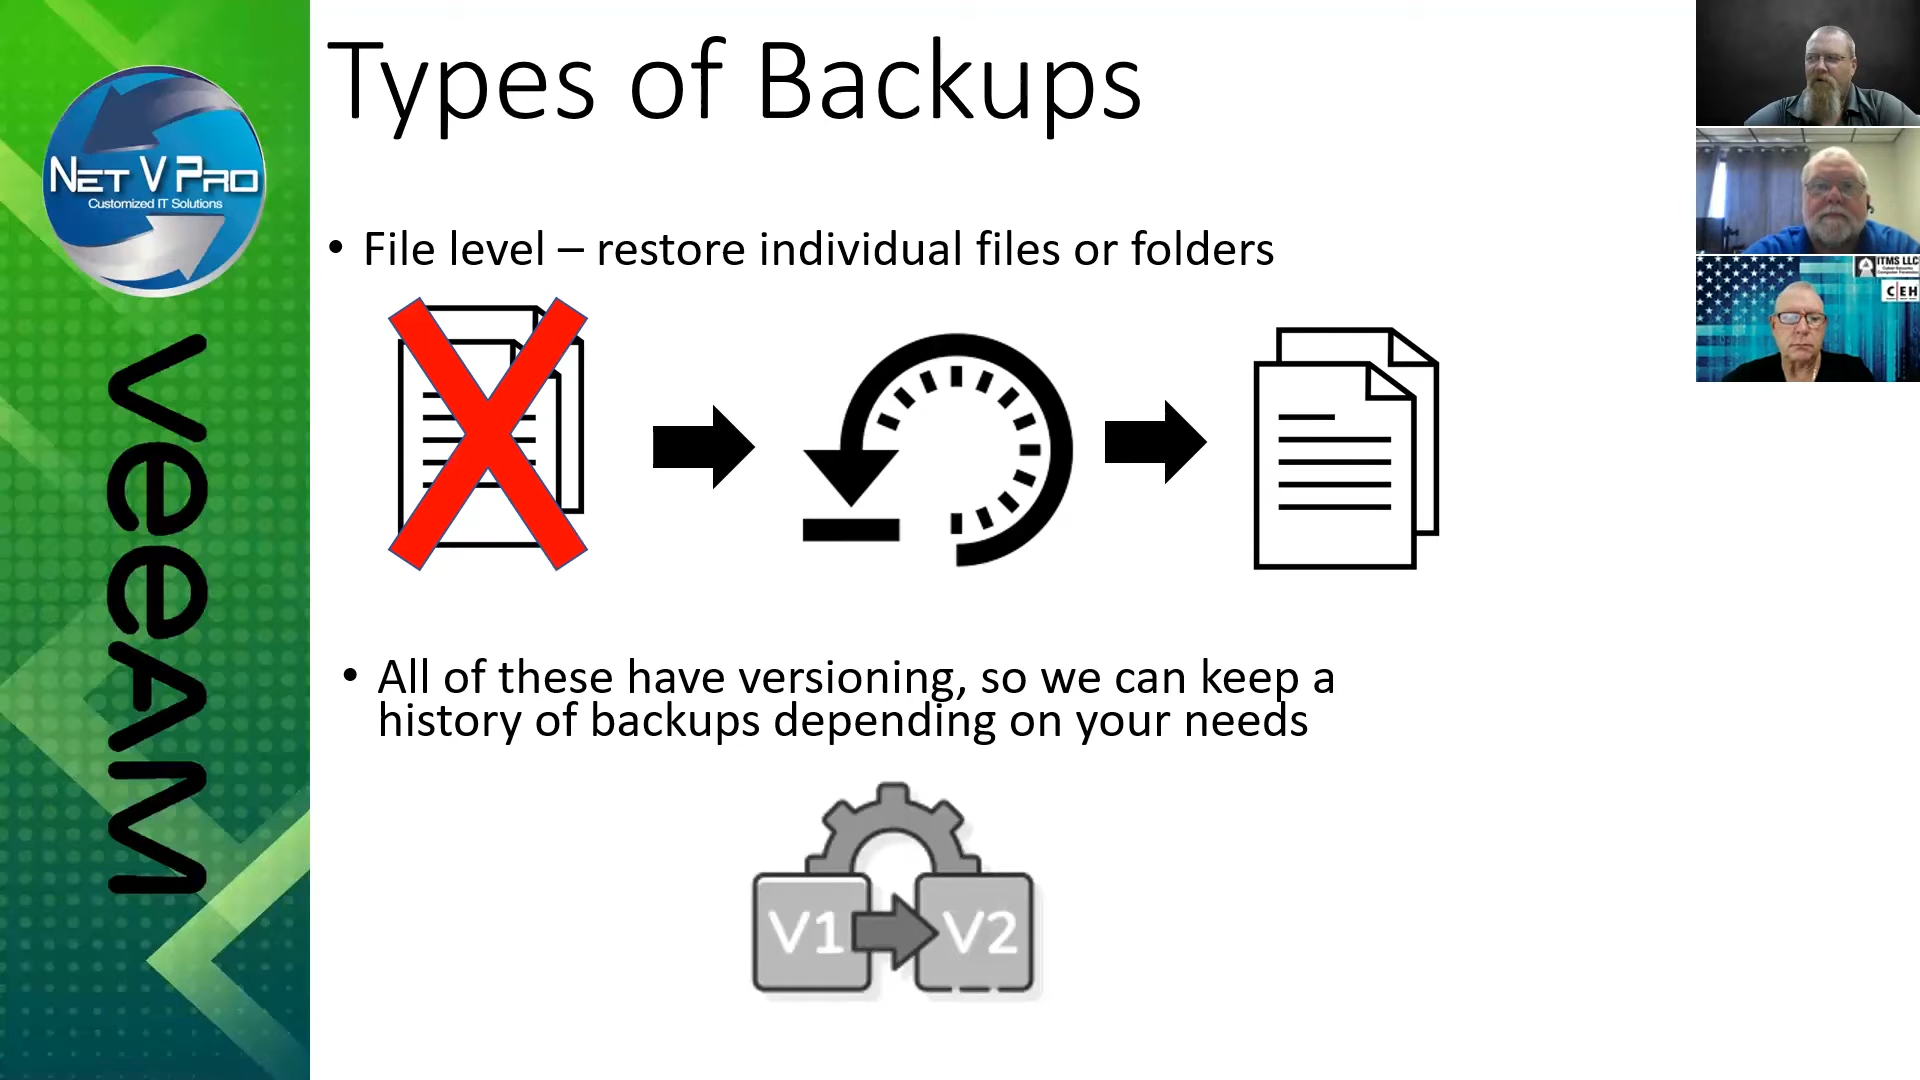 Types of Backups
NET V PRO
Customized IT Solutions
veeAM
• File level – restore individual files or folders
• All of these have versioning, so we can keep a
history of backups depending on your needs
V1
V2
ITMS LLC
C|EH